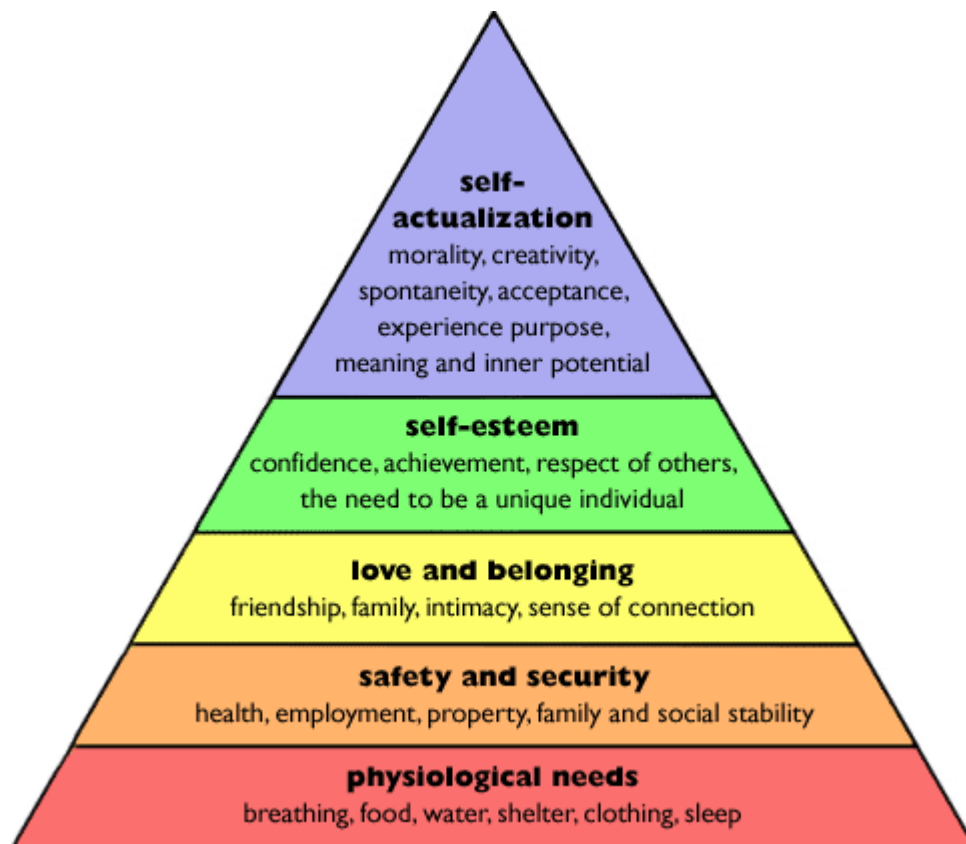 self-
actualization
morality, creativity,
spontaneity, acceptance,
experience purpose,
meaning and inner potential
self-esteem
confidence, achievement, respect of others,
the need to be a unique individual
love and belonging
friendship, family, intimacy, sense of connection
safety and security
health, employment, property, family and social stability
physiological needs
breathing, food, water, shelter, clothing, sleep